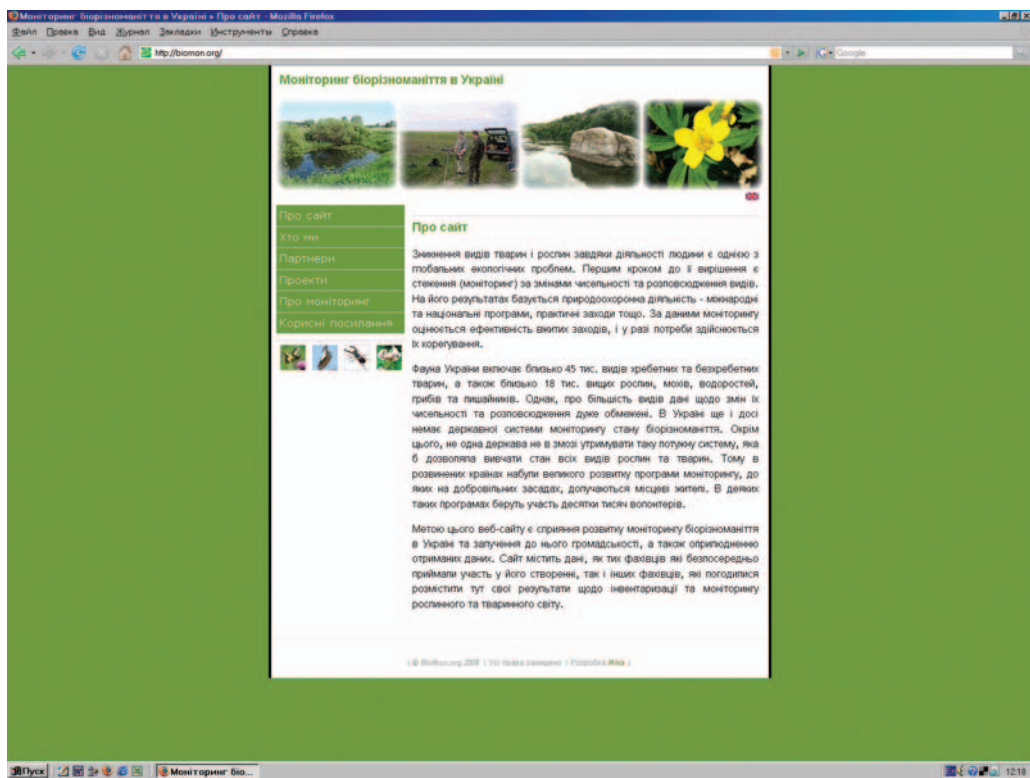 Моніторинг біорізноманіття в Україні » Про сайт - Mozilla Firefox
Файл Правка Вид Журнал Закладки Инструменты Справка
http://biomon.org/
Google
Моніторинг біорізноманіття в Україні
Про сайт
Хто ми
Партнери
Проекти
Про моніторинг
Корисні посилання
Про сайт
Зникнення видів тварин і рослин завдяки діяльності людини є однією з
глобальних екологічних проблем. Першим кроком до її вирішення є
стеження (моніторинг) за змінами чисельності та розповсюдження видів.
На його результатах базується природоохоронна діяльність - міжнародні
та національні програми, практичні заходи тощо. За даними моніторингу
оцінюється ефективність вжитих заходів, і у разі потреби здійснюється
їх корегування.
Фауна України включає близько 45 тис. видів хребетних та безхребетних
тварин, а також близько 18 тис. вищих рослин, мохів, водоростей,
грибів та лишайників. Однак, про більшість видів дані щодо змін їх
чисельності та розповсюдження дуже обмежені. В Україні ще і досі
немає державної системи моніторингу стану біорізноманіття. Окрім
цього, не одна держава не в змозі утримувати таку потужну систему, яка
б дозволяла вивчати стан всіх видів рослин та тварин. Тому в
розвинених країнах набули великого розвитку програми моніторингу, до
яких на добровільних засадах, долучаються місцеві жителі. В деяких
таких програмах беруть участь десятки тисяч волонтерів.
Метою цього веб-сайту є сприяння розвитку моніторингу біорізноманіття
в Україні та залучення до нього громадськості, а також оприлюдненню
отриманих даних. Сайт містить дані, як тих фахівців які безпосередньо
приймали участь у його створенні, так і інших фахівців, які погодилися
розмістити тут свої результати щодо інвентаризації та моніторингу
рослинного та тваринного світу.
: © BioMon.org 2008 | Усі права захищено | Розробка :
Пуск
Моніторинг біо...
12:18